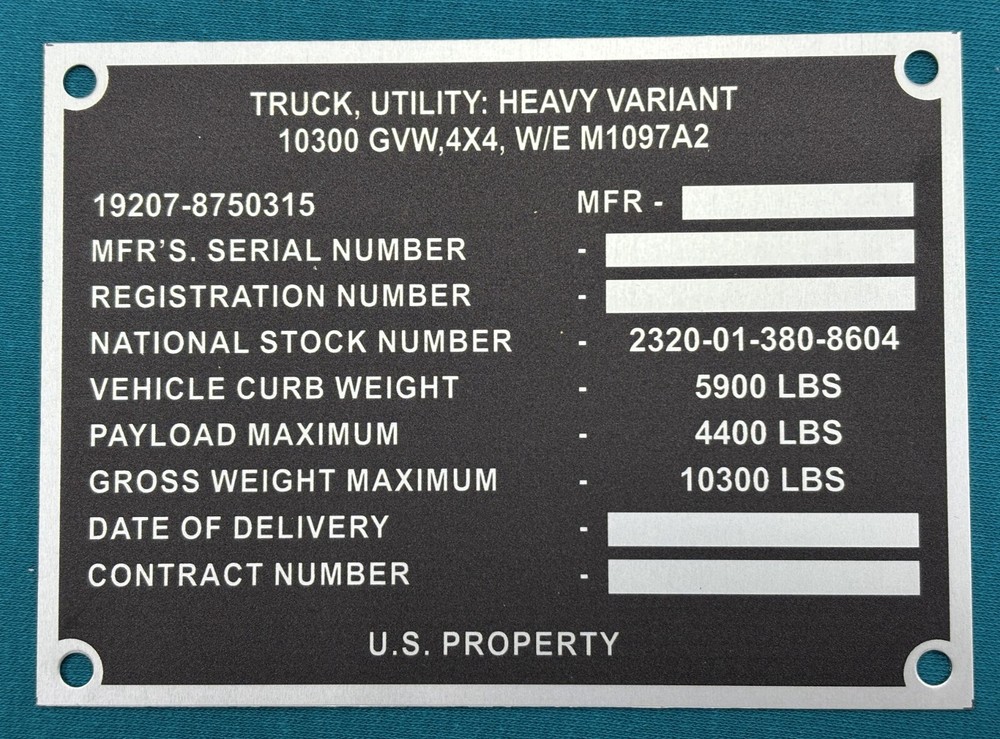 TRUCK, UTILITY: HEAVY VARIANT
10300 GVW,4X4, W/E M1097A2
19207-8750315 MFR -
MFR'S. SERIAL NUMBER -
REGISTRATION NUMBER -
NATIONAL STOCK NUMBER - 2320-01-380-8604
VEHICLE CURB WEIGHT - 5900 LBS
PAYLOAD MAXIMUM - 4400 LBS
GROSS WEIGHT MAXIMUM - 10300 LBS
DATE OF DELIVERY -
CONTRACT NUMBER -
U.S. PROPERTY